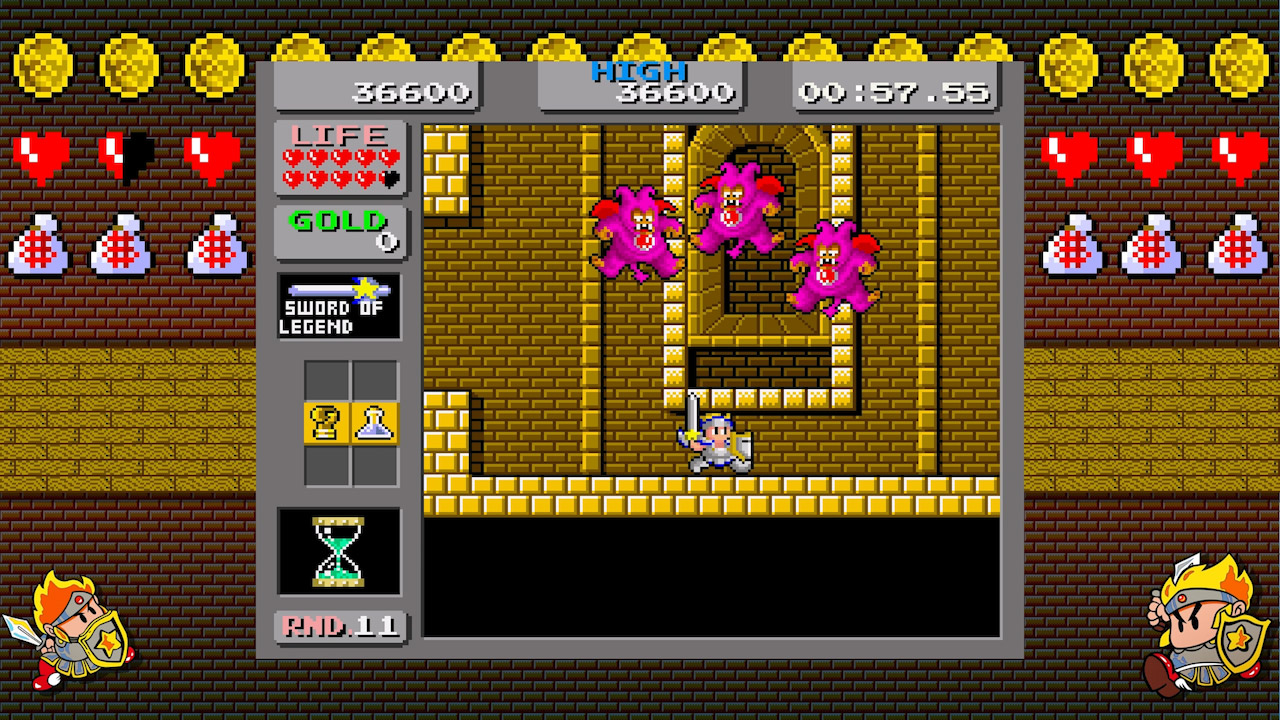 HIGH
36600 36600 00:57.55
LIFE
GOLD
0
SWORD OF
LEGEND
RND.11